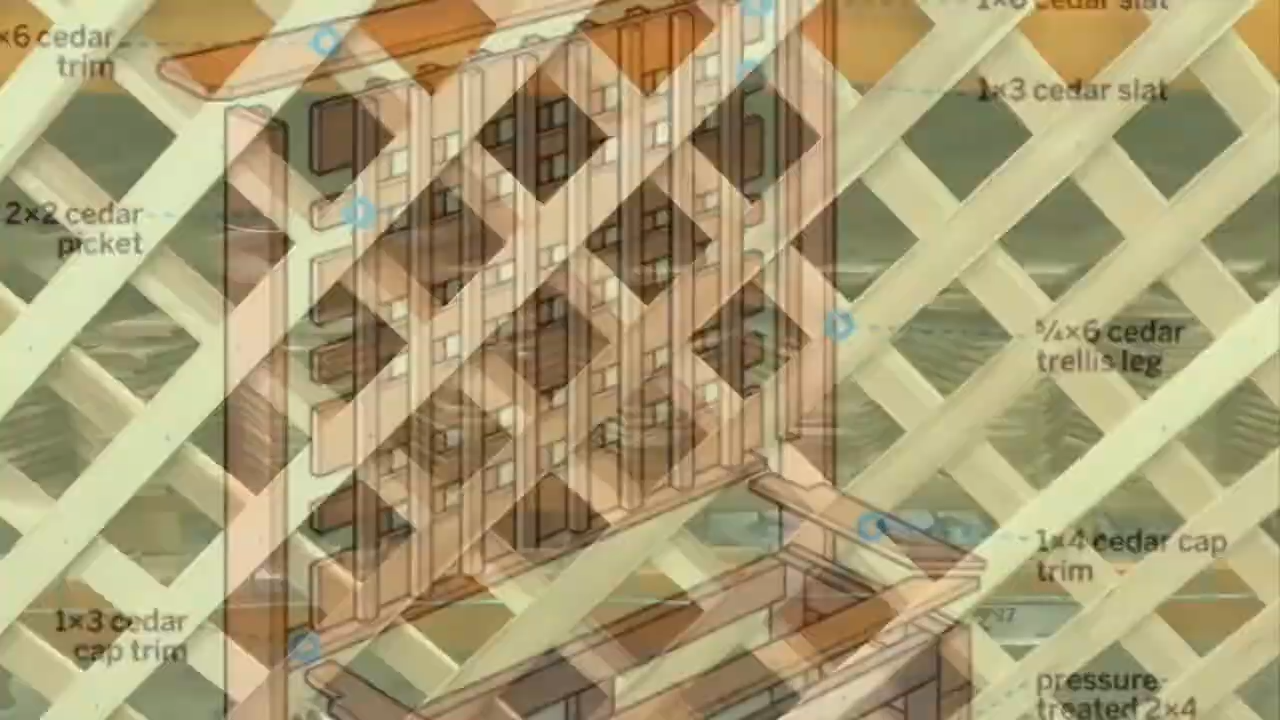 ×6 cedar
trim
2×2 cedar
picket
1×3 cedar
cap trim
1×6 cedar slat
1×3 cedar slat
5/4×6 cedar
trellis leg
1×4 cedar cap
trim
pressure-
treated 2×4